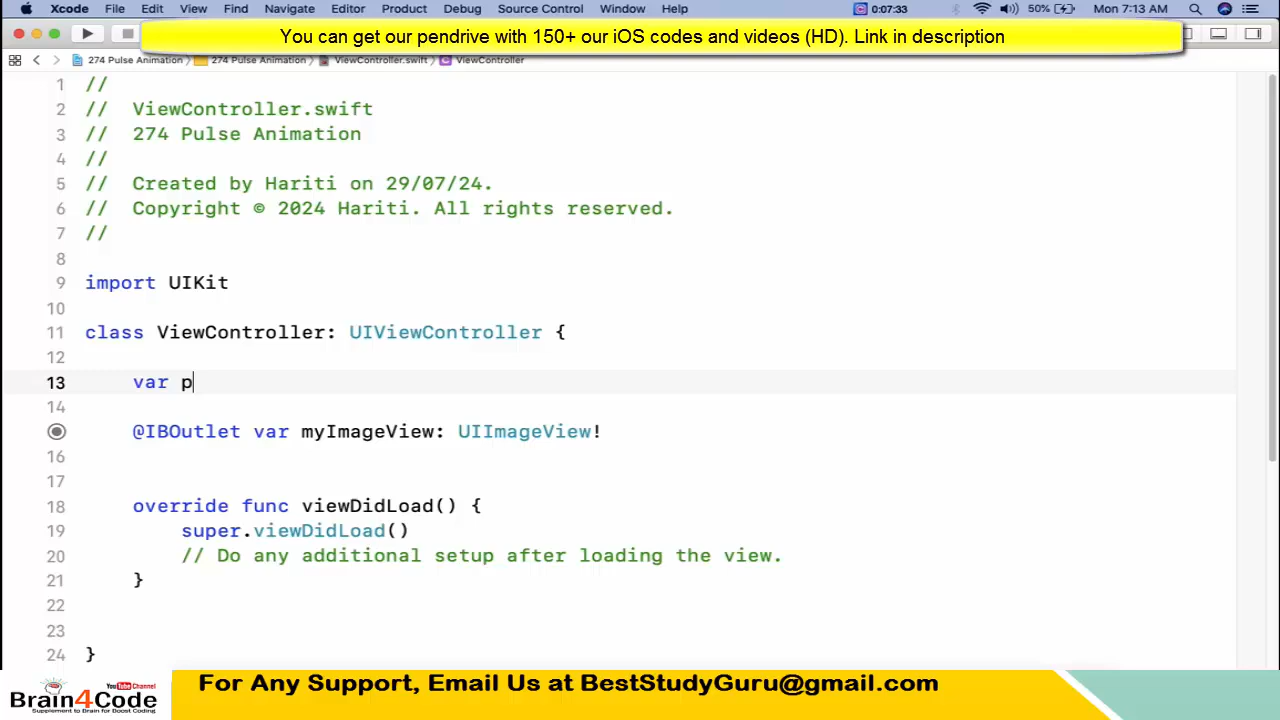 Xcode File Edit View Find Navigate Editor Product Debug Source Control Window Help 0:07:33 50% Mon 7:13 AM
You can get our pendrive with 150+ our iOS codes and videos (HD). Link in description
274 Pulse Animation 274 Pulse Animation ViewController.swift ViewController
1 //
2 // ViewController.swift
3 // 274 Pulse Animation
4 //
5 // Created by Hariti on 29/07/24.
6 // Copyright © 2024 Hariti. All rights reserved.
7 //
8
9 import UIKit
10
11 class ViewController: UIViewController {
12
13 var p
14
@IBOutlet var myImageView: UIImageView!
16
17
18 override func viewDidLoad() {
19 super.viewDidLoad()
20 // Do any additional setup after loading the view.
21 }
22
23
24 }
For Any Support, Email Us at BestStudyGuru@gmail.com
YouTube Channel
Brain4Code
Supplement to Brain for Boost Coding